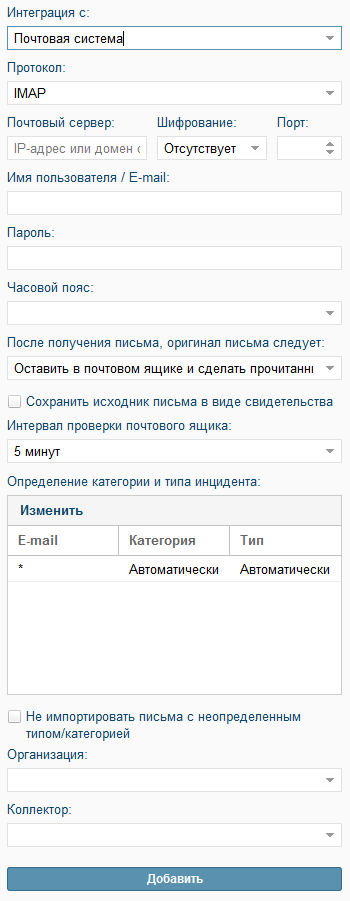 Интеграция с:
Почтовая система
Протокол:
IMAP
Почтовый сервер: Шифрование: Порт:
IP-адрес или домен с Отсутствует
Имя пользователя / E-mail:
Пароль:
Часовой пояс:
После получения письма, оригинал письма следует:
Оставить в почтовом ящике и сделать прочитанны
Сохранить исходник письма в виде свидетельства
Интервал проверки почтового ящика:
5 минут
Определение категории и типа инцидента:
Изменить
E-mail Категория Тип
* Автоматически Автоматически
Не импортировать письма с неопределенным
типом/категорией
Организация:
Коллектор:
Добавить